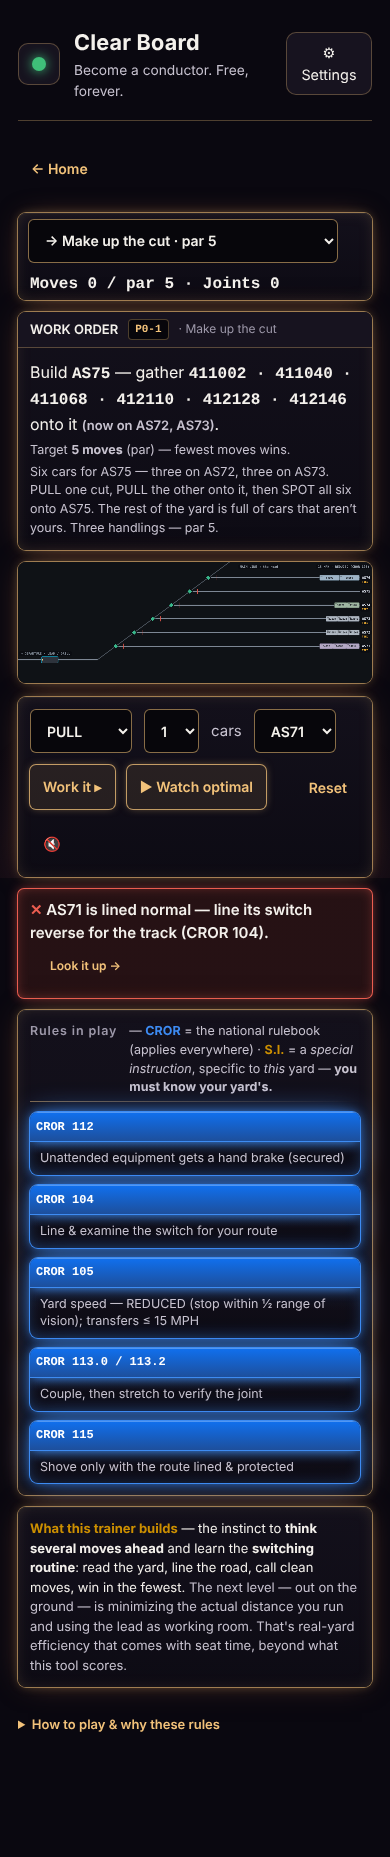 Clear Board
Become a conductor. Free,
forever.
⚙
Settings
← Home
→ Make up the cut · par 5
Moves 0 / par 5 · Joints 0
WORK ORDER P0-1 · Make up the cut
Build AS75 — gather 411002 · 411040 ·
411068 · 412110 · 412128 · 412146
onto it (now on AS72, AS73).
Target 5 moves (par) — fewest moves wins.
Six cars for AS75 — three on AS72, three on AS73.
PULL one cut, PULL the other onto it, then SPOT all six
onto AS75. The rest of the yard is full of cars that aren't
yours. Three handlings — par 5.
PULL 1 cars AS71
Work it ▸ ▶ Watch optimal Reset
✕ AS71 is lined normal — line its switch
reverse for the track (CROR 104).
Look it up →
Rules in play — CROR = the national rulebook
(applies everywhere) · S.I. = a special
instruction, specific to this yard — you
must know your yard's.
CROR 112
Unattended equipment gets a hand brake (secured)
CROR 104
Line & examine the switch for your route
CROR 105
Yard speed — REDUCED (stop within ½ range of
vision); transfers ≤ 15 MPH
CROR 113.0 / 113.2
Couple, then stretch to verify the joint
CROR 115
Shove only with the route lined & protected
What this trainer builds — the instinct to think
several moves ahead and learn the switching
routine: read the yard, line the road, call clean
moves, win in the fewest. The next level — out on the
ground — is minimizing the actual distance you run
and using the lead as working room. That's real-yard
efficiency that comes with seat time, beyond what
this tool scores.
▶ How to play & why these rules